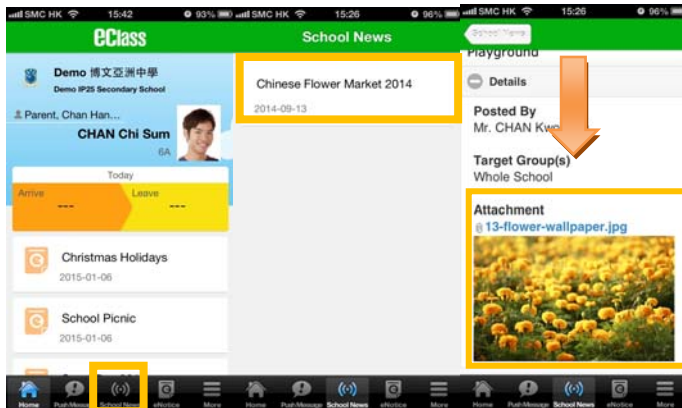 SMC HK 15:42 93%
eClass
Demo 博文亞洲中學
Demo IP25 Secondary School
Parent, Chan Han...
CHAN Chi Sum
6A
Today
Arrive
---
Leave
---
Christmas Holidays
2015-01-06
School Picnic
2015-01-06
Home
School News
eNotice
More
SMC HK 15:26 96%
School News
Chinese Flower Market 2014
2014-09-13
Home
Push Message
School News
eNotice
More
SMC HK 15:26 96%
School News
Playground
Details
Posted By
Mr. CHAN
Target Group(s)
Whole School
Attachment
13-flower-wallpaper.jpg
Home
Push Message
School News
eNotice
More